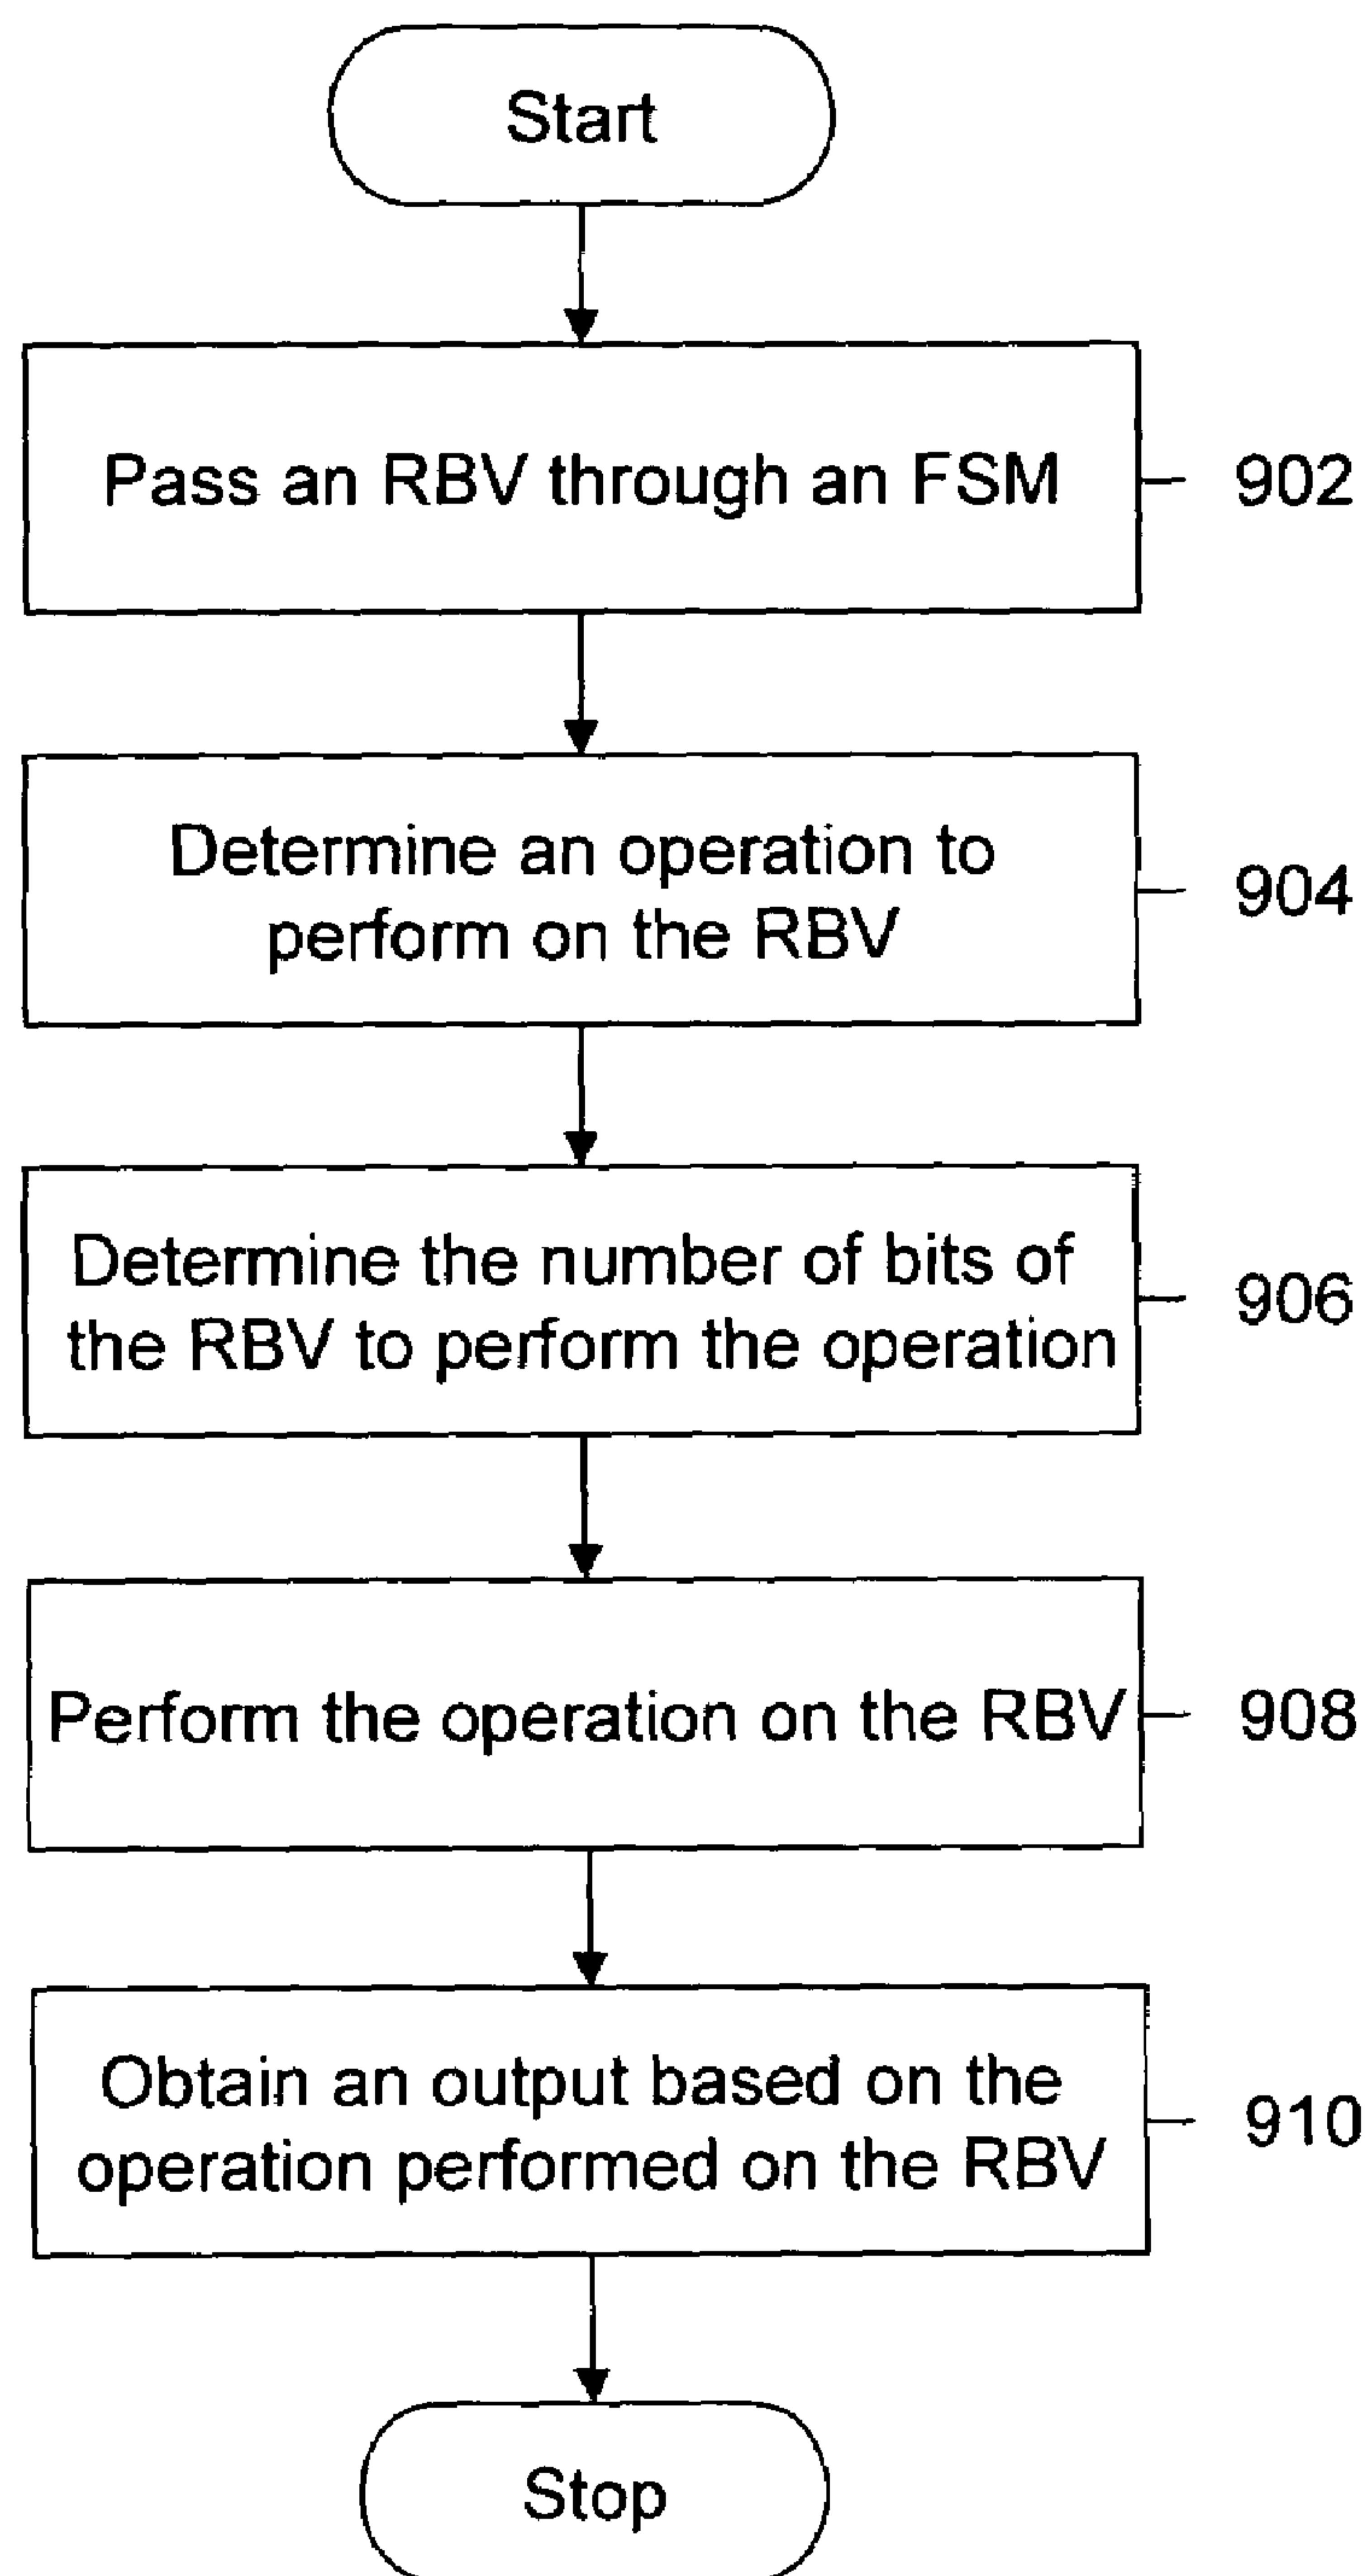 Start
Pass an RBV through an FSM
902
Determine an operation to
perform on the RBV
904
Determine the number of bits of
the RBV to perform the operation
906
Perform the operation on the RBV
908
Obtain an output based on the
operation performed on the RBV
910
Stop